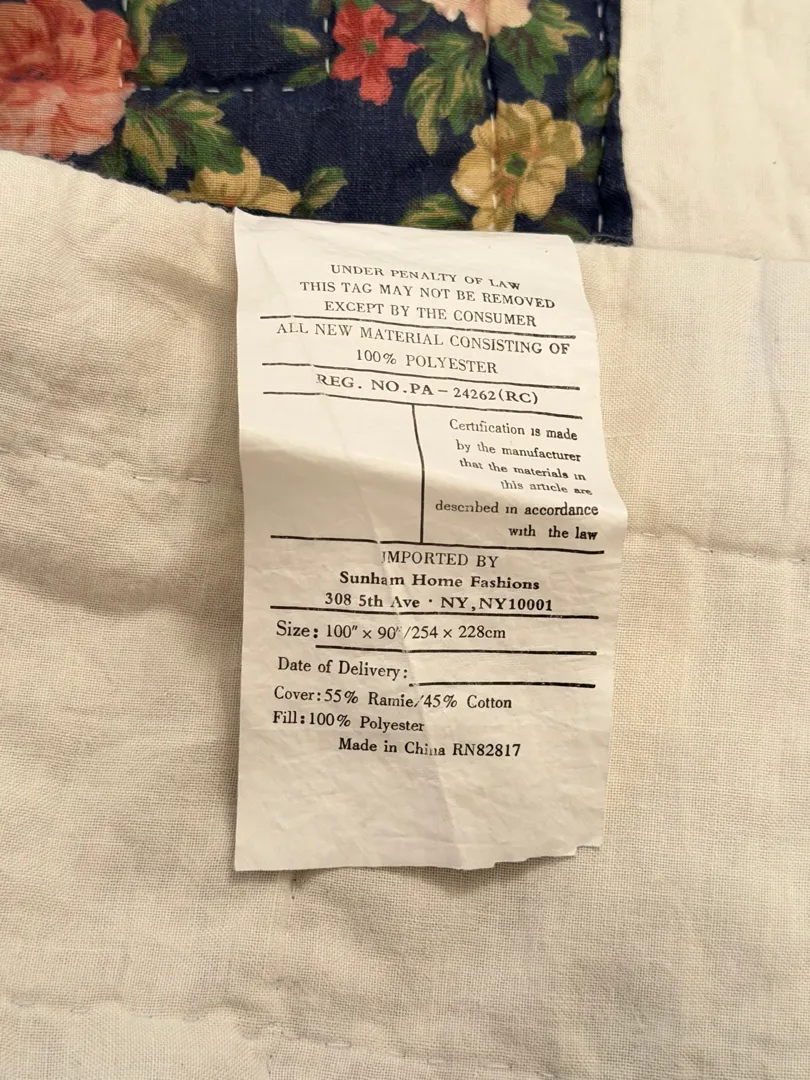 UNDER PENALTY OF LAW
THIS TAG MAY NOT BE REMOVED
EXCEPT BY THE CONSUMER
ALL NEW MATERIAL CONSISTING OF
100% POLYESTER
REG. NO.PA-24262(RC)
Certification is made
by the manufacturer
that the materials in
this article are
described in accordance
with the law
IMPORTED BY
Sunham Home Fashions
308 5th Ave · NY, NY10001
Size: 100" x 90"/254 x 228cm
Date of Delivery:
Cover:55% Ramie/45% Cotton
Fill:100% Polyester
Made in China RN82817